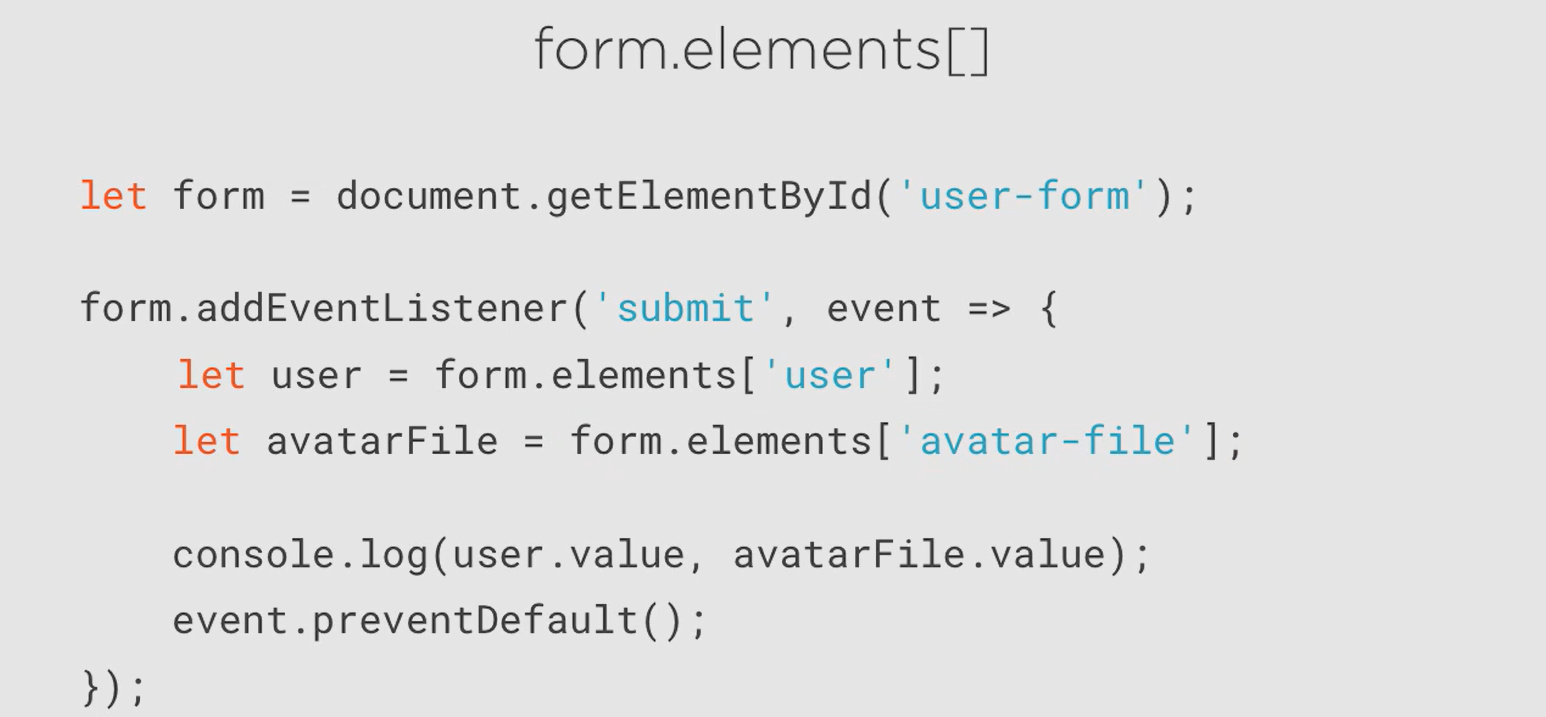 form.elements[]
let form = document.getElementById('user-form');
form.addEventListener('submit', event => {
    let user = form.elements['user'];
    let avatarFile = form.elements['avatar-file'];
    console.log(user.value, avatarFile.value);
    event.preventDefault();
});